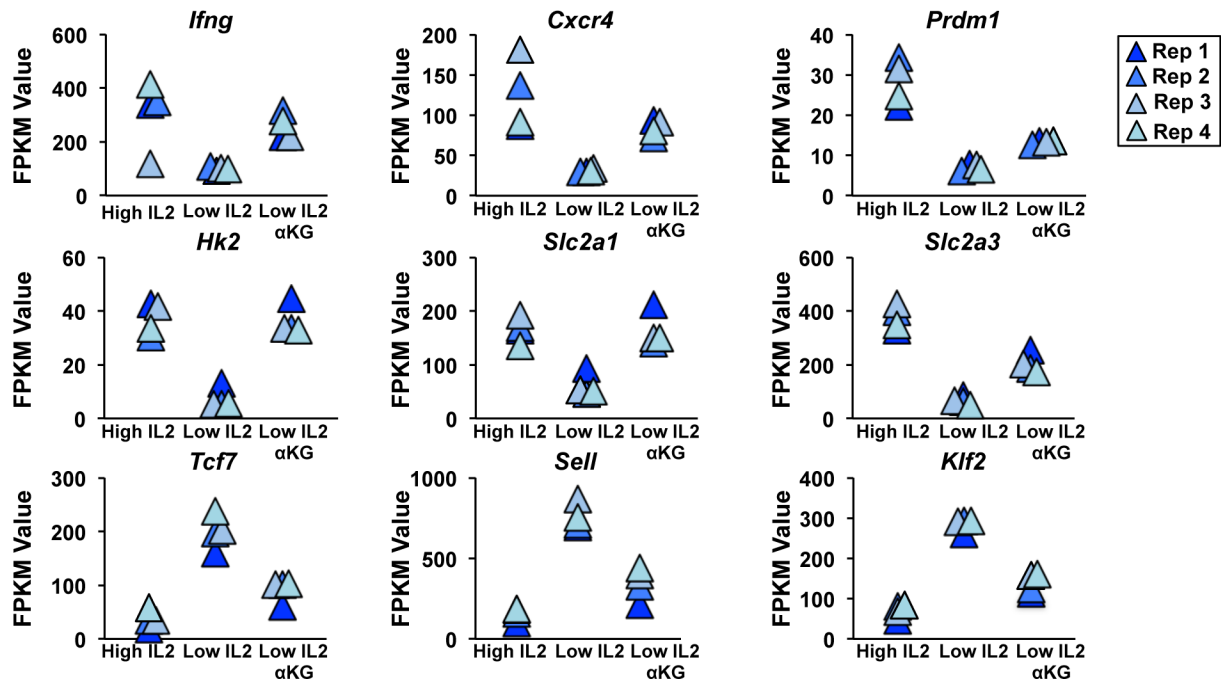 Ifng
FPKM Value
600
400
200
0
High IL2 Low IL2 Low IL2
αKG
Cxcr4
FPKM Value
200
150
100
50
0
High IL2 Low IL2 Low IL2
αKG
Prdm1
FPKM Value
40
30
20
10
0
High IL2 Low IL2 Low IL2
αKG
Rep 1
Rep 2
Rep 3
Rep 4
Hk2
FPKM Value
60
40
20
0
High IL2 Low IL2 Low IL2
αKG
Slc2a1
FPKM Value
300
200
100
0
High IL2 Low IL2 Low IL2
αKG
Slc2a3
FPKM Value
600
400
200
0
High IL2 Low IL2 Low IL2
αKG
Tcf7
FPKM Value
300
200
100
0
High IL2 Low IL2 Low IL2
αKG
Sell
FPKM Value
1000
500
0
High IL2 Low IL2 Low IL2
αKG
Klf2
FPKM Value
400
300
200
100
0
High IL2 Low IL2 Low IL2
αKG